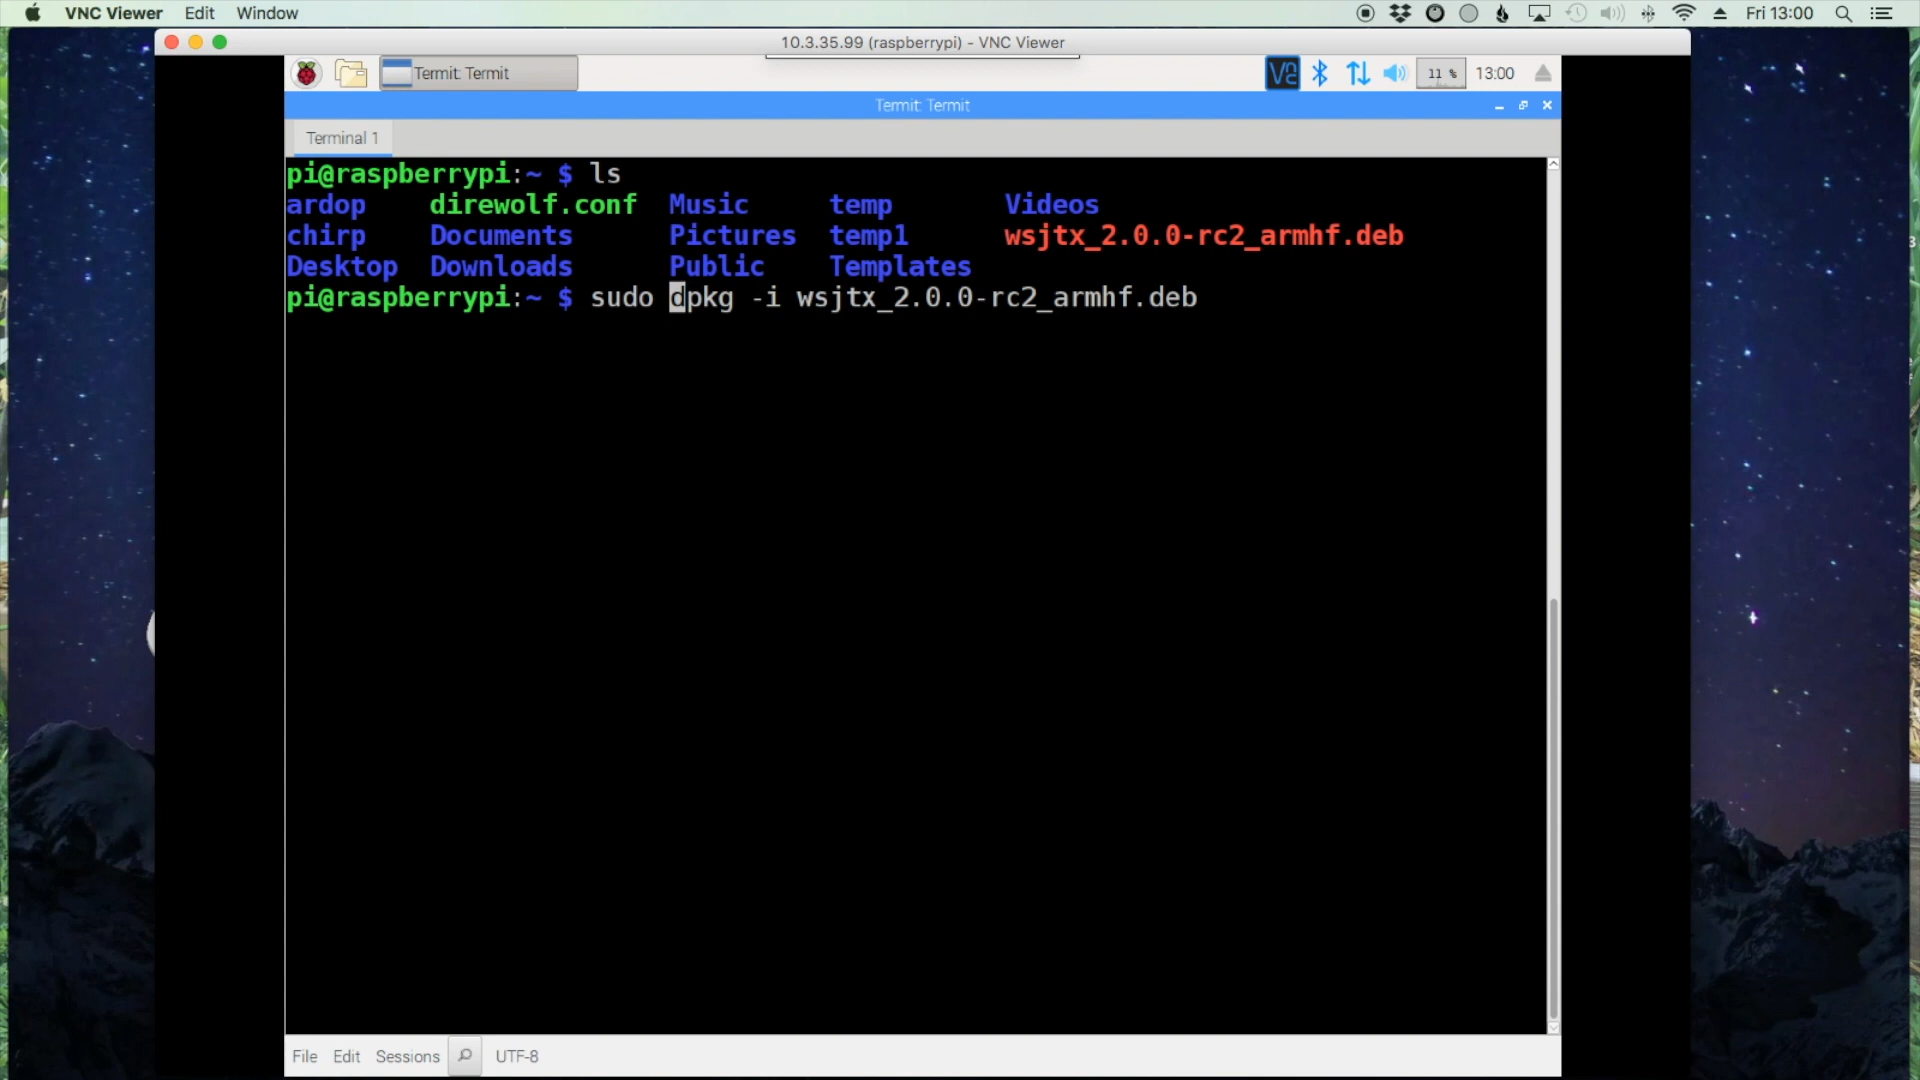 VNC Viewer Edit Window Fri 13:00
10.3.35.99 (raspberrypi) - VNC Viewer
Termit: Termit 11 % 13:00
Termit: Termit
Terminal 1
pi@raspberrypi:~ $ ls
ardop direwolf.conf Music temp Videos
chirp Documents Pictures temp1 wsjtx_2.0.0-rc2_armhf.deb
Desktop Downloads Public Templates
pi@raspberrypi:~ $ sudo dpkg -i wsjtx_2.0.0-rc2_armhf.deb
File Edit Sessions UTF-8